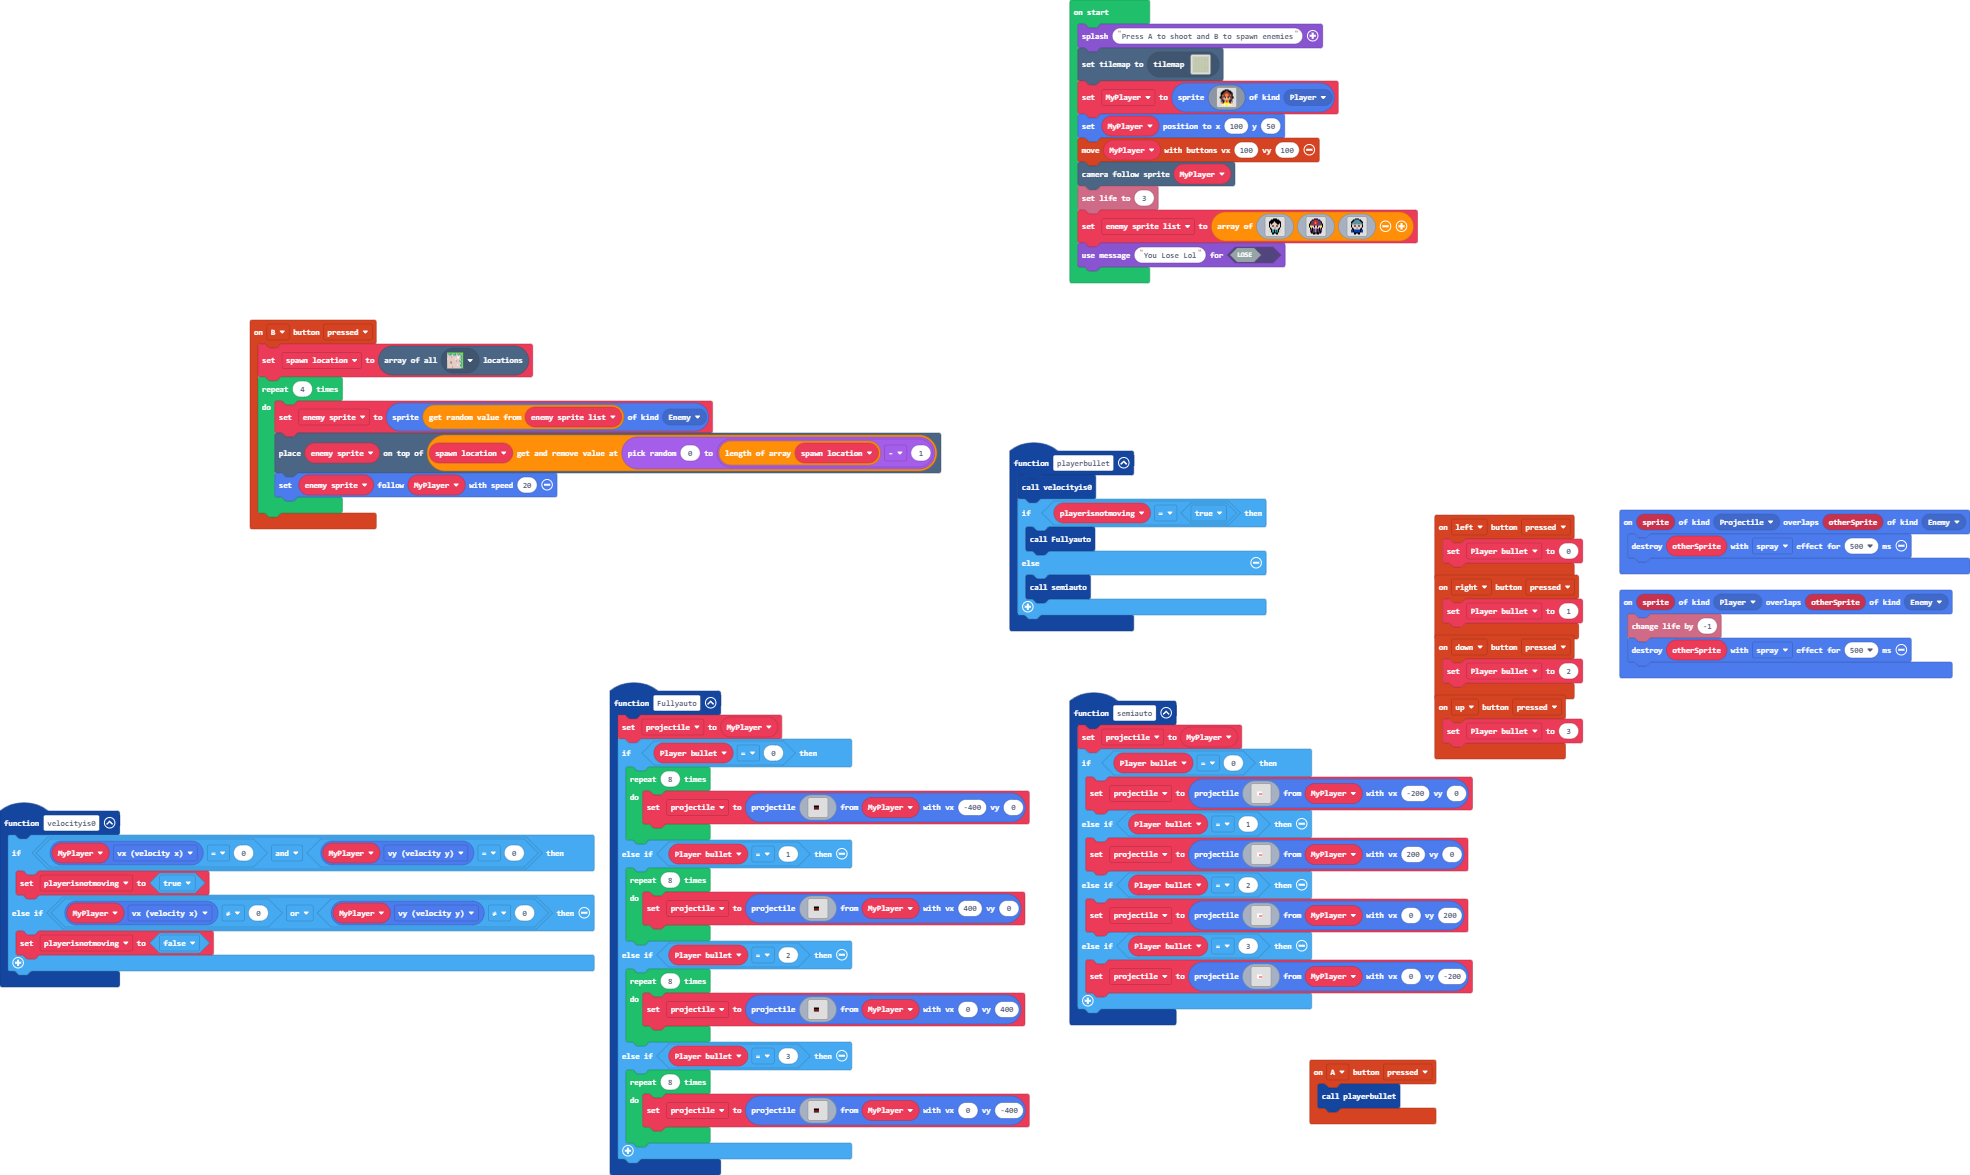 on start
splash "Press A to shoot and B to spawn enemies"
set tilemap to tilemap
set MyPlayer to sprite of kind Player
set MyPlayer position to x 100 y 50
move MyPlayer with buttons vx 100 vy 100
camera follow sprite MyPlayer
set life to 3
set enemy sprite list to array of
use message "You Lose Lol" for LOSE
on B button pressed
set spawn location to array of all locations
repeat 4 times
do
set enemy sprite to sprite get random value from enemy sprite list of kind Enemy
place enemy sprite on top of spawn location get and remove value at pick random 0 to length of array spawn location - 1
set enemy sprite follow MyPlayer with speed 20
function playerbullet
call velocityis0
if playerisnotmoving = true then
call Fullyauto
else
call semiauto
on left button pressed
set Player bullet to 0
on right button pressed
set Player bullet to 1
on down button pressed
set Player bullet to 2
on up button pressed
set Player bullet to 3
on sprite of kind Projectile overlaps otherSprite of kind Enemy
destroy otherSprite with spray effect for 500 ms
on sprite of kind Player overlaps otherSprite of kind Enemy
change life by -1
destroy otherSprite with spray effect for 500 ms
function velocityis0
if MyPlayer vx (velocity x) = 0 and MyPlayer vy (velocity y) = 0 then
set playerisnotmoving to true
else if MyPlayer vx (velocity x) ≠ 0 or MyPlayer vy (velocity y) ≠ 0 then
set playerisnotmoving to false
function Fullyauto
set projectile to MyPlayer
if Player bullet = 0 then
repeat 8 times
do
set projectile to projectile from MyPlayer with vx -400 vy 0
else if Player bullet = 1 then
repeat 8 times
do
set projectile to projectile from MyPlayer with vx 400 vy 0
else if Player bullet = 2 then
repeat 8 times
do
set projectile to projectile from MyPlayer with vx 0 vy 400
else if Player bullet = 3 then
repeat 8 times
do
set projectile to projectile from MyPlayer with vx 0 vy -400
function semiauto
set projectile to MyPlayer
if Player bullet = 0 then
set projectile to projectile from MyPlayer with vx -200 vy 0
else if Player bullet = 1 then
set projectile to projectile from MyPlayer with vx 200 vy 0
else if Player bullet = 2 then
set projectile to projectile from MyPlayer with vx 0 vy 200
else if Player bullet = 3 then
set projectile to projectile from MyPlayer with vx 0 vy -200
on A button pressed
call playerbullet